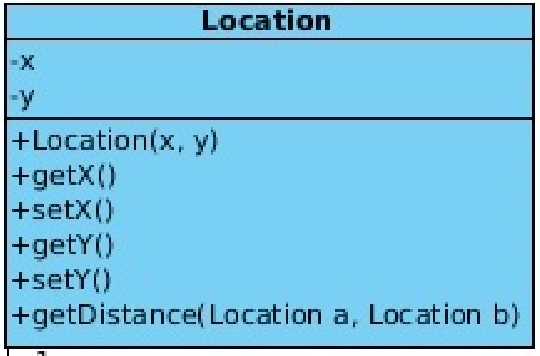 Location
-x
-y
+Location(x, y)
+getX()
+setX()
+getY()
+setY()
+getDistance(Location a, Location b)